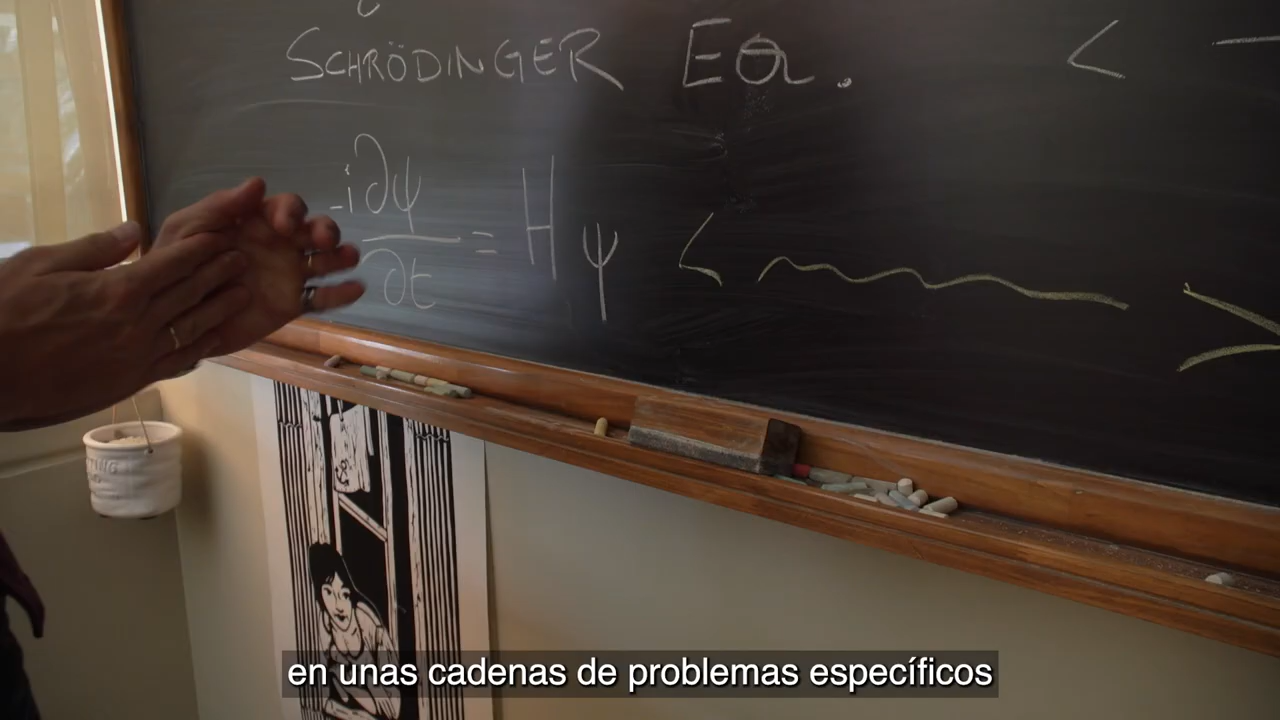 SCHRÖDINGER EQ.
-i∂ψ
∂t
= Hψ
en unas cadenas de problemas específicos